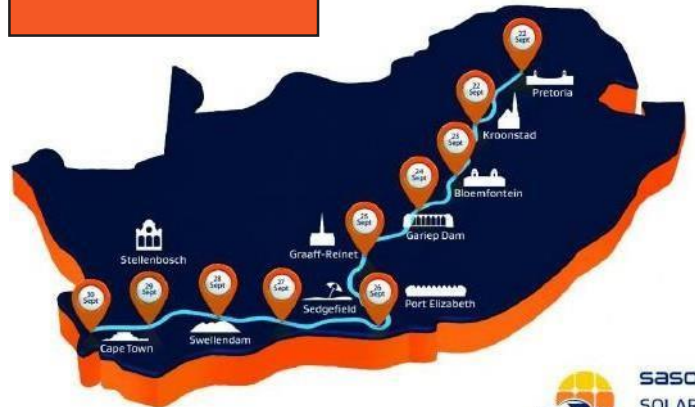 22
Sept
Pretoria
22
Sept
Kroonstad
23
Sept
Bloemfontein
24
Sept
Gariep Dam
25
Sept
Graaff-Reinet
26
Sept
Port Elizabeth
27
Sept
Sedgefield
28
Sept
Swellendam
29
Sept
Stellenbosch
30
Sept
Cape Town
SOLAR